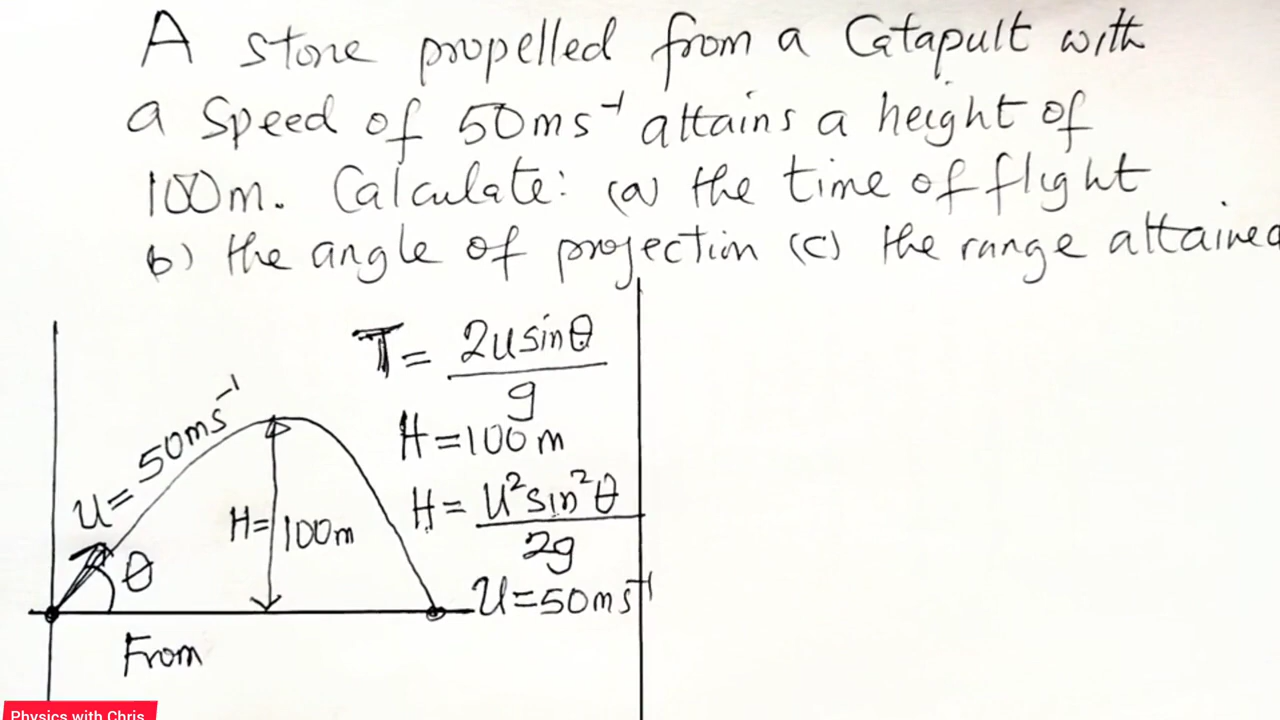 A stone propelled from a Catapult with
a speed of 50ms⁻¹ attains a height of
100m. Calculate: (a) the time of flight
b) the angle of projection (c) the range attained
T = 2usinθ / g
H = 100m
H = U²sin²θ / 2g
U = 50ms⁻¹
U = 50ms⁻¹
H = 100m
θ
From
Physics with Chris